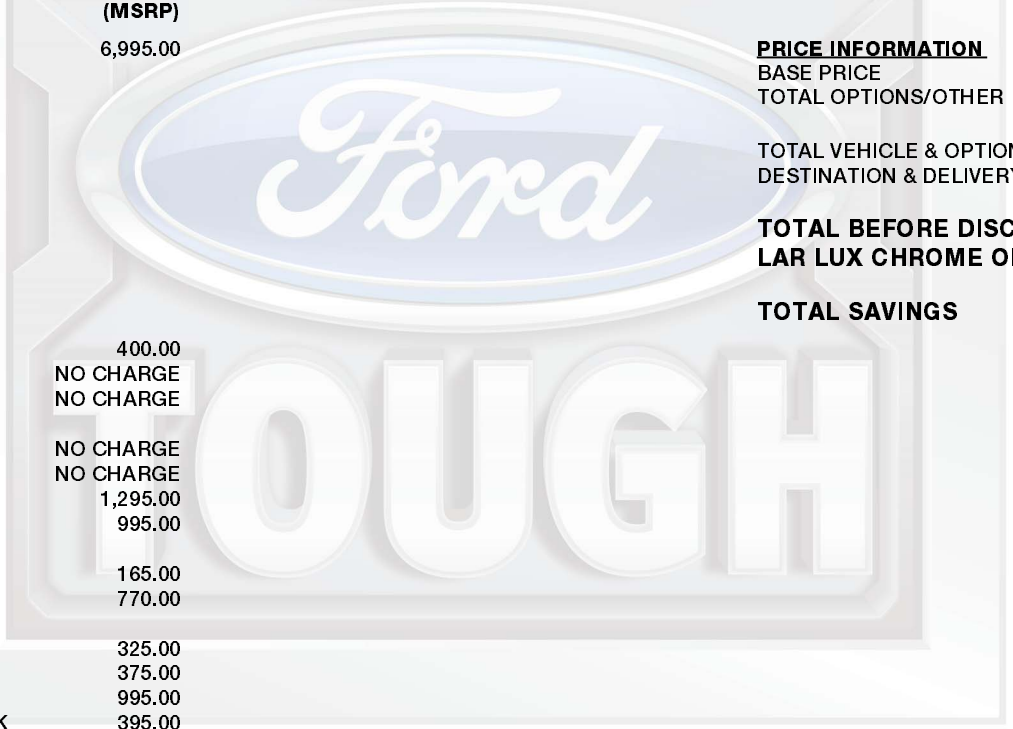 (MSRP)
6,995.00
400.00
NO CHARGE
NO CHARGE
NO CHARGE
NO CHARGE
1,295.00
995.00
165.00
770.00
325.00
375.00
995.00
K 395.00
PRICE INFORMATION
BASE PRICE
TOTAL OPTIONS/OTHER
TOTAL VEHICLE & OPTION
DESTINATION & DELIVERY
TOTAL BEFORE DISC
LAR LUX CHROME O
TOTAL SAVINGS
Ford
TOUGH